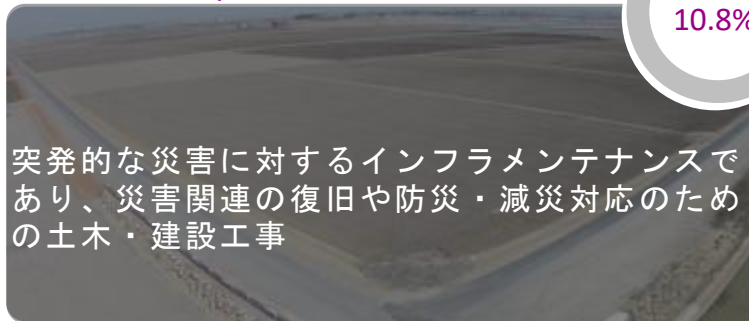 10.8%
突発的な災害に対するインフラメンテナンスで
あり、災害関連の復旧や防災・減災対応のため
の土木・建設工事